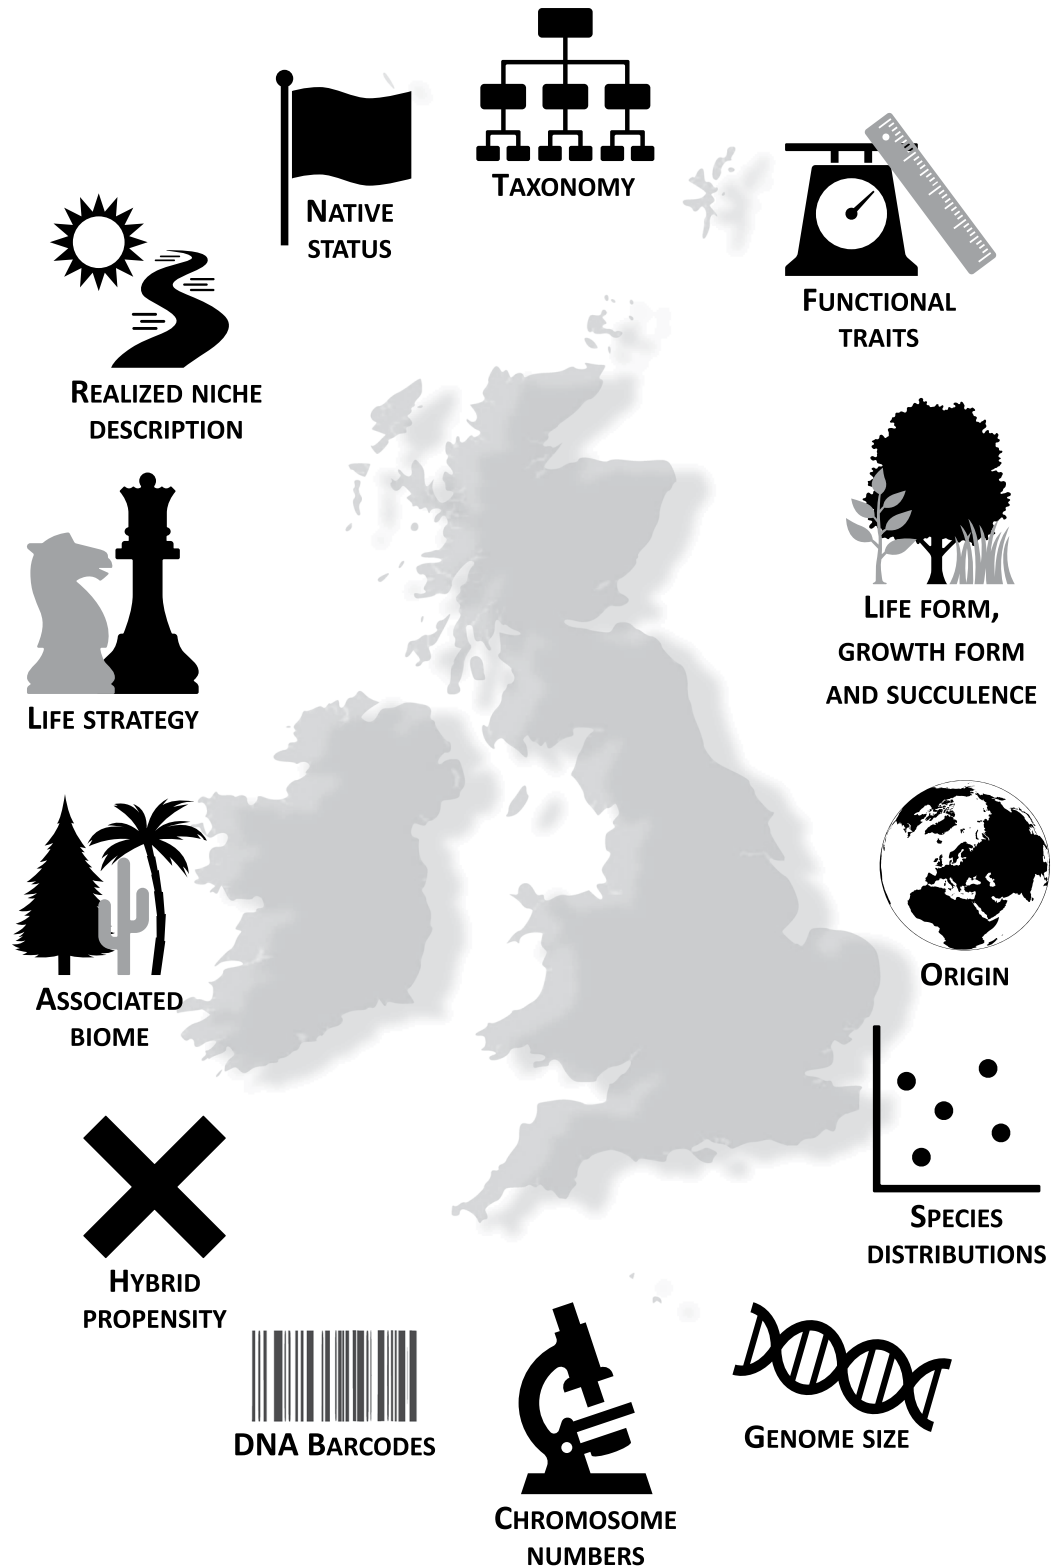 TAXONOMY
NATIVE
STATUS
FUNCTIONAL
TRAITS
REALIZED NICHE
DESCRIPTION
LIFE FORM,
GROWTH FORM
AND SUCCULENCE
LIFE STRATEGY
ORIGIN
ASSOCIATED
BIOME
SPECIES
DISTRIBUTIONS
HYBRID
PROPENSITY
GENOME SIZE
DNA BARCODES
CHROMOSOME
NUMBERS